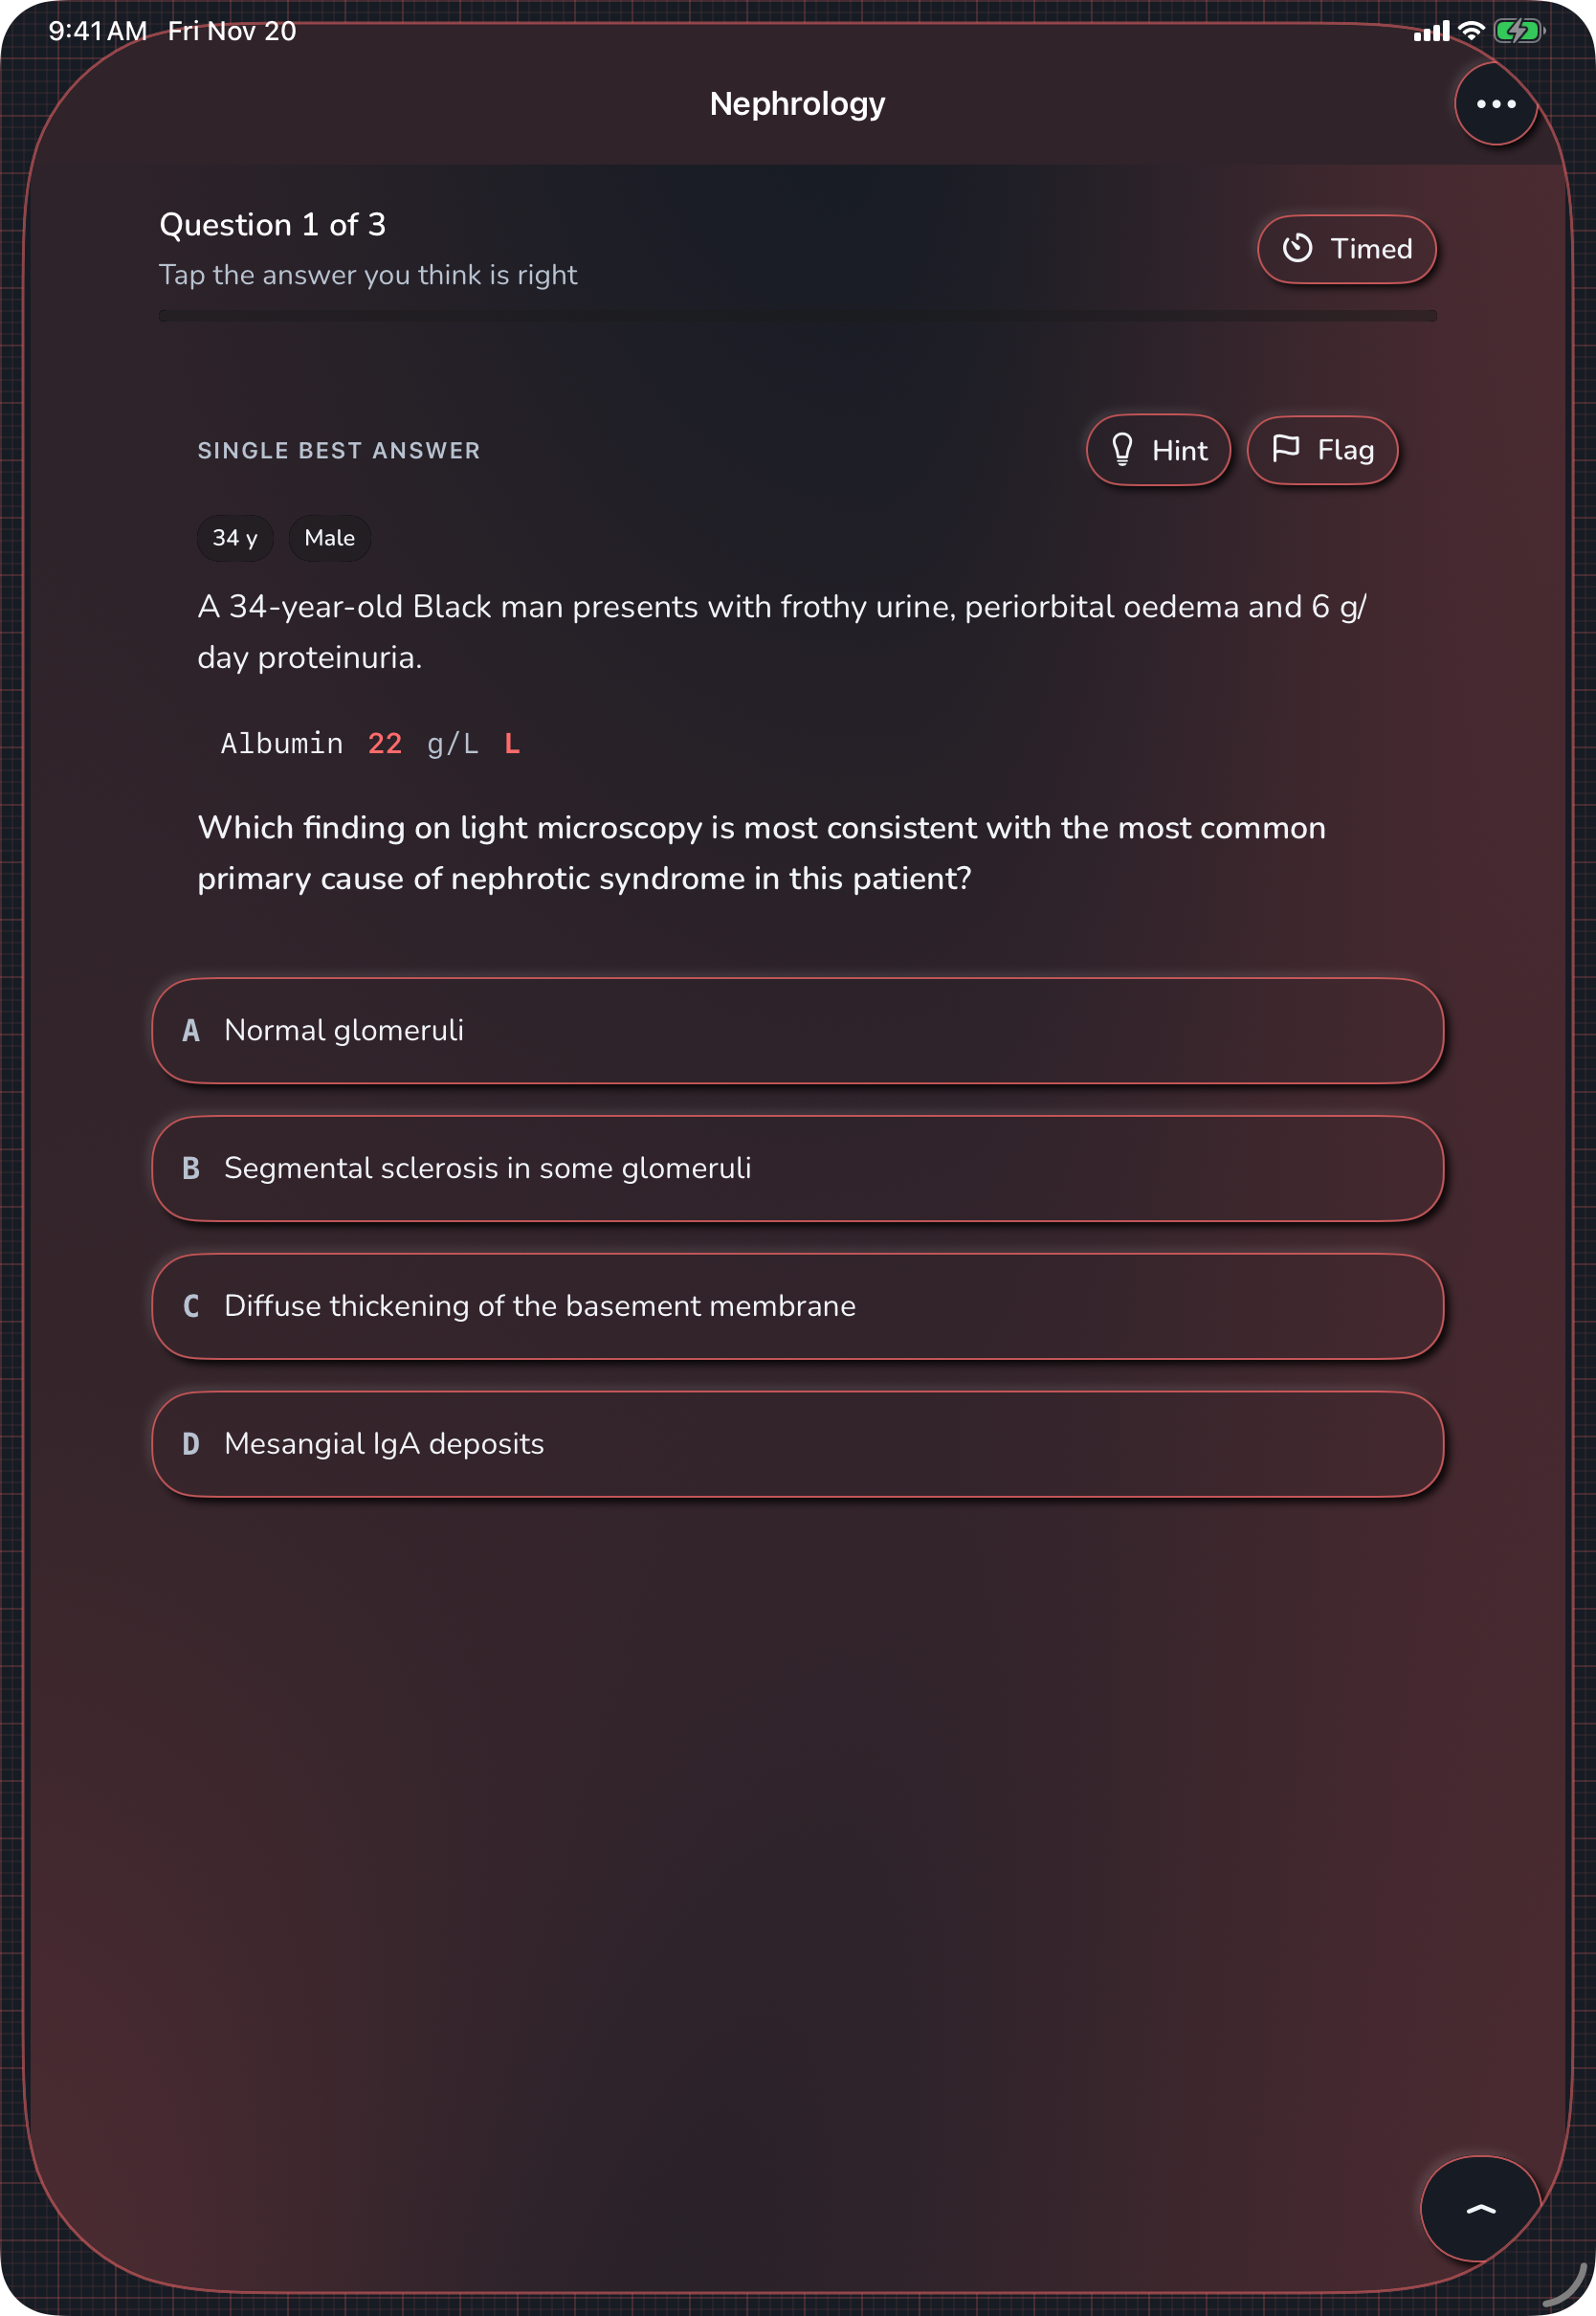 9:41 AM Fri Nov 20
Nephrology
Question 1 of 3
Tap the answer you think is right
Timed
SINGLE BEST ANSWER
Hint
Flag
34 y
Male
A 34-year-old Black man presents with frothy urine, periorbital oedema and 6 g/
day proteinuria.
Albumin 22 g/L L
Which finding on light microscopy is most consistent with the most common
primary cause of nephrotic syndrome in this patient?
A Normal glomeruli
B Segmental sclerosis in some glomeruli
C Diffuse thickening of the basement membrane
D Mesangial IgA deposits